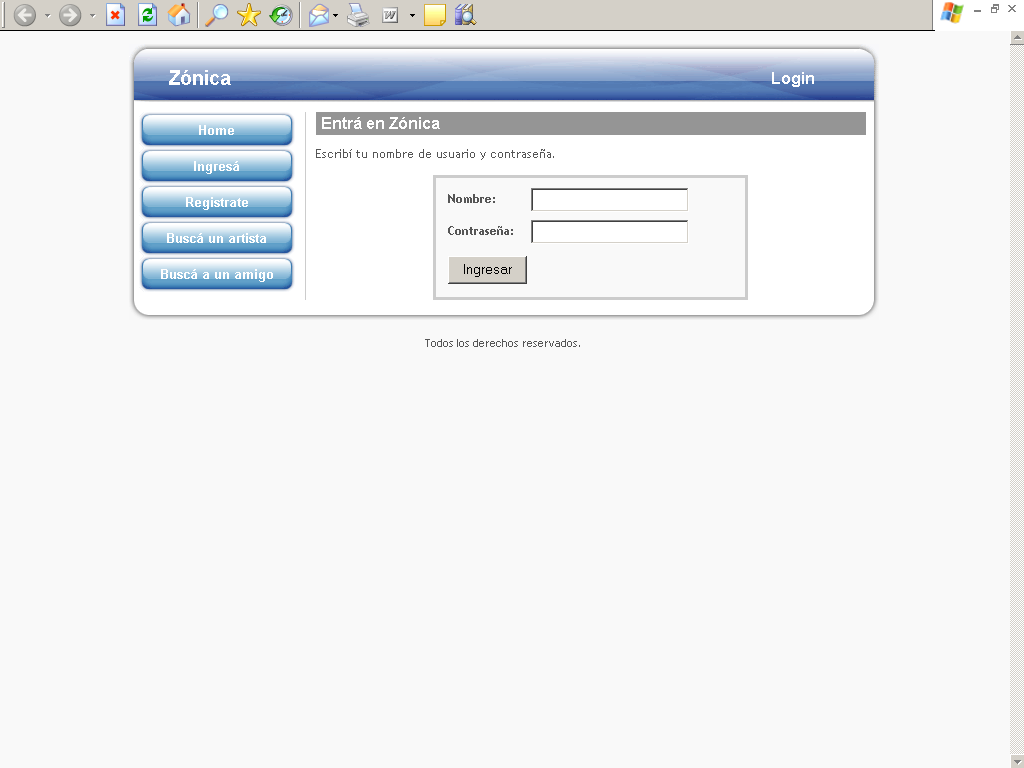 Zónica
Login
Home
Ingresá
Registrate
Buscá un artista
Buscá a un amigo
Entrá en Zónica
Escribí tu nombre de usuario y contraseña.
Nombre:
Contraseña:
Ingresar
Todos los derechos reservados.